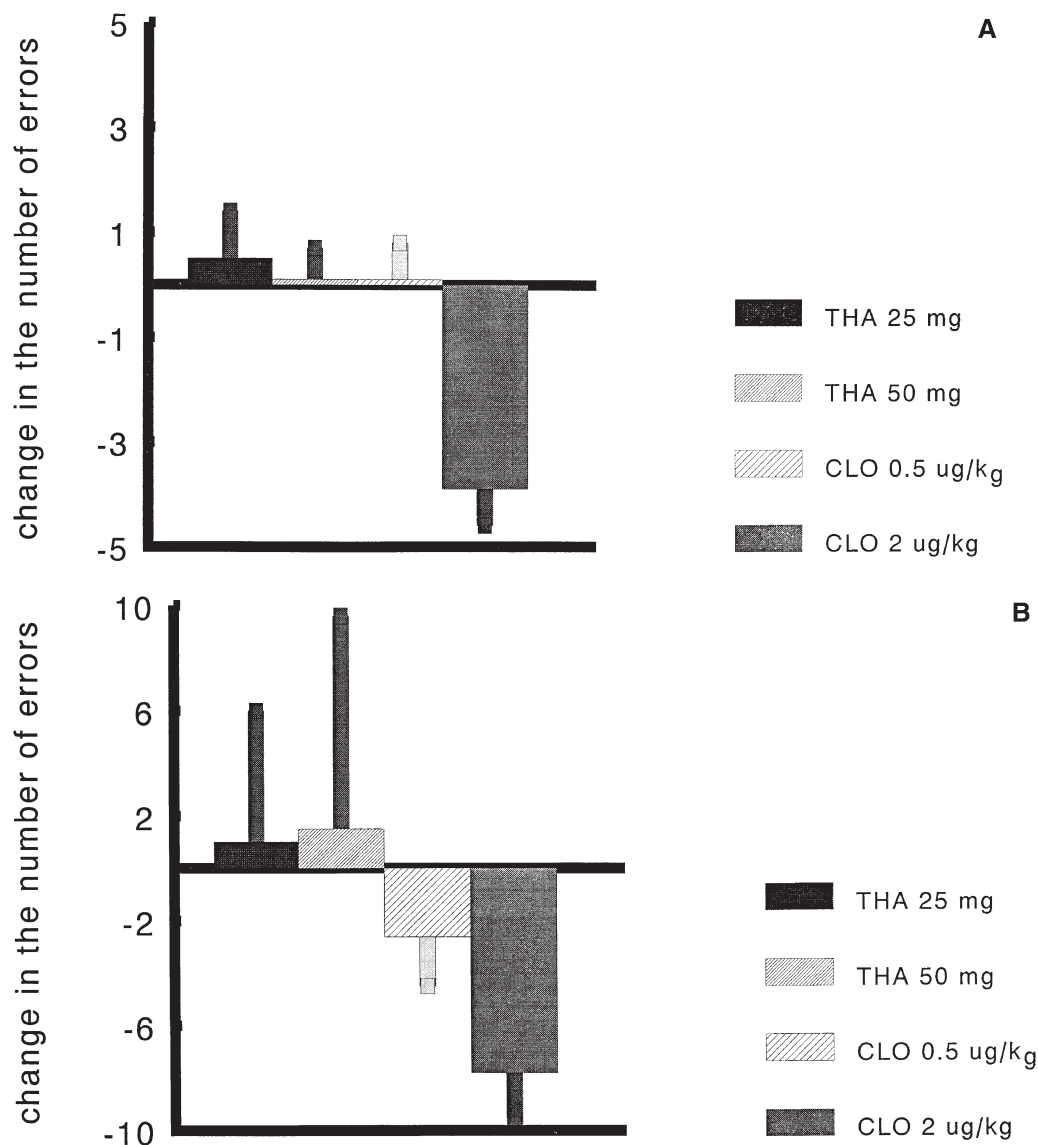 A
change in the number of errors
5
3
1
-1
-3
-5
THA 25 mg
THA 50 mg
CLO 0.5 ug/kg
CLO 2 ug/kg
B
change in the number of errors
10
6
2
-2
-6
-10
THA 25 mg
THA 50 mg
CLO 0.5 ug/kg
CLO 2 ug/kg